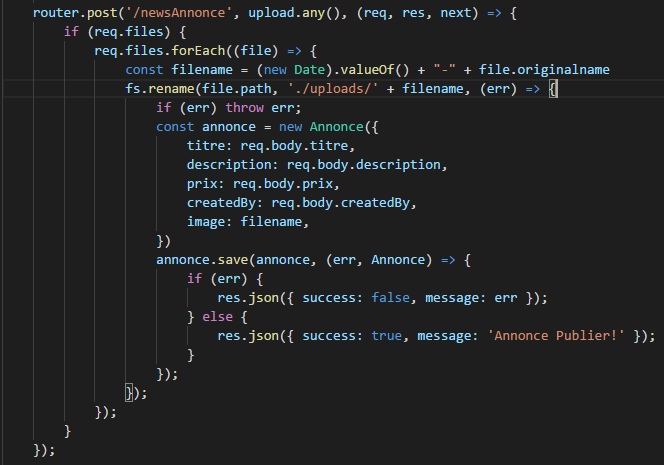 router.post('/newsAnnonce', upload.any(), (req, res, next) => {
    if (req.files) {
        req.files.forEach((file) => {
            const filename = (new Date).valueOf() + "-" + file.originalname
            fs.rename(file.path, './uploads/' + filename, (err) => {
                if (err) throw err;
                const annonce = new Annonce({
                    titre: req.body.titre,
                    description: req.body.description,
                    prix: req.body.prix,
                    createdBy: req.body.createdBy,
                    image: filename,
                })
                annonce.save(annonce, (err, Annonce) => {
                    if (err) {
                        res.json({ success: false, message: err });
                    } else {
                        res.json({ success: true, message: 'Annonce Publier!' });
                    }
                });
            });
        });
    }
});